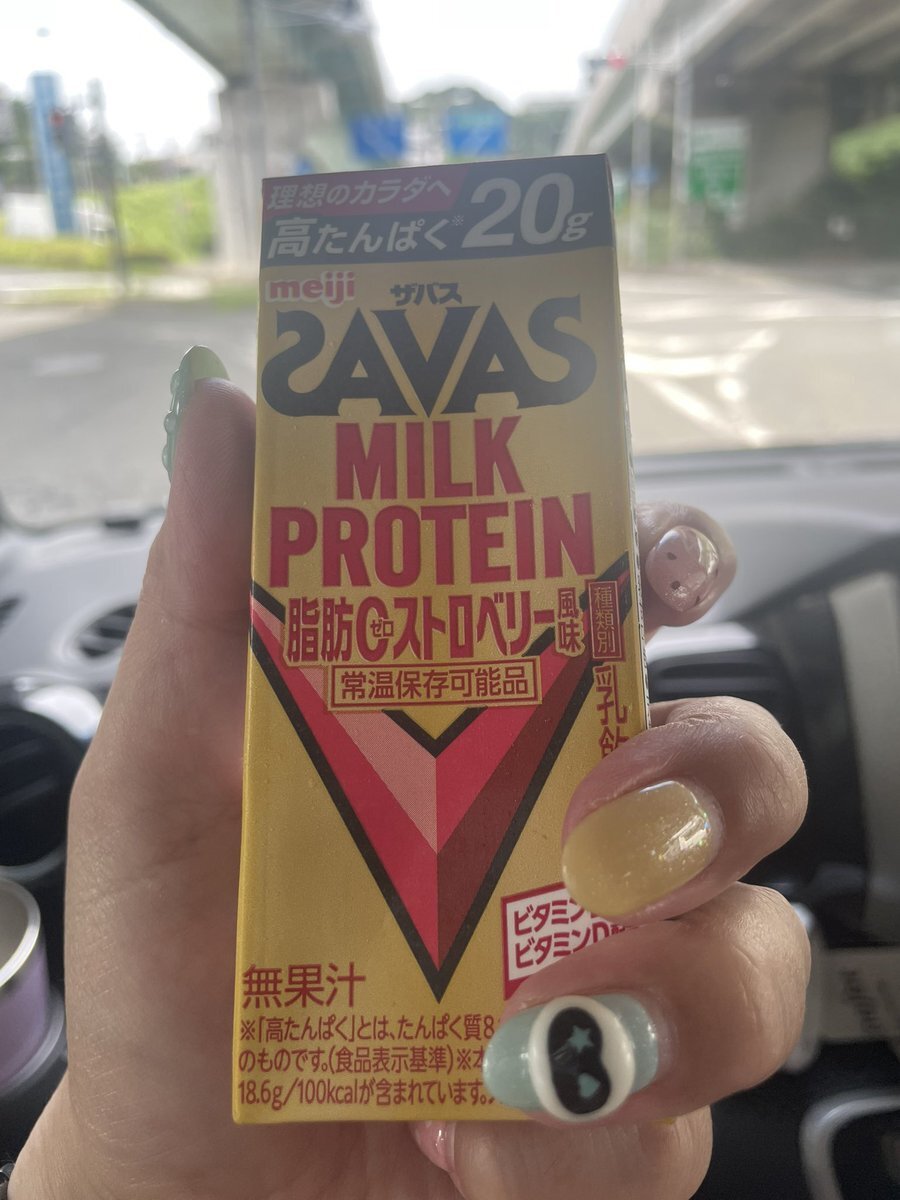 理想のカラダへ
高たんぱく※20g
meiji
ザバス
SAVAS
MILK
PROTEIN
脂肪0ゼロストロベリー風味
常温保存可能品
種類別
ビタミン
ビタミンD
無果汁
※「高たんぱく」とは、たんぱく質8
のものです。(食品表示基準)※本
18.6g/100kcalが含まれています。